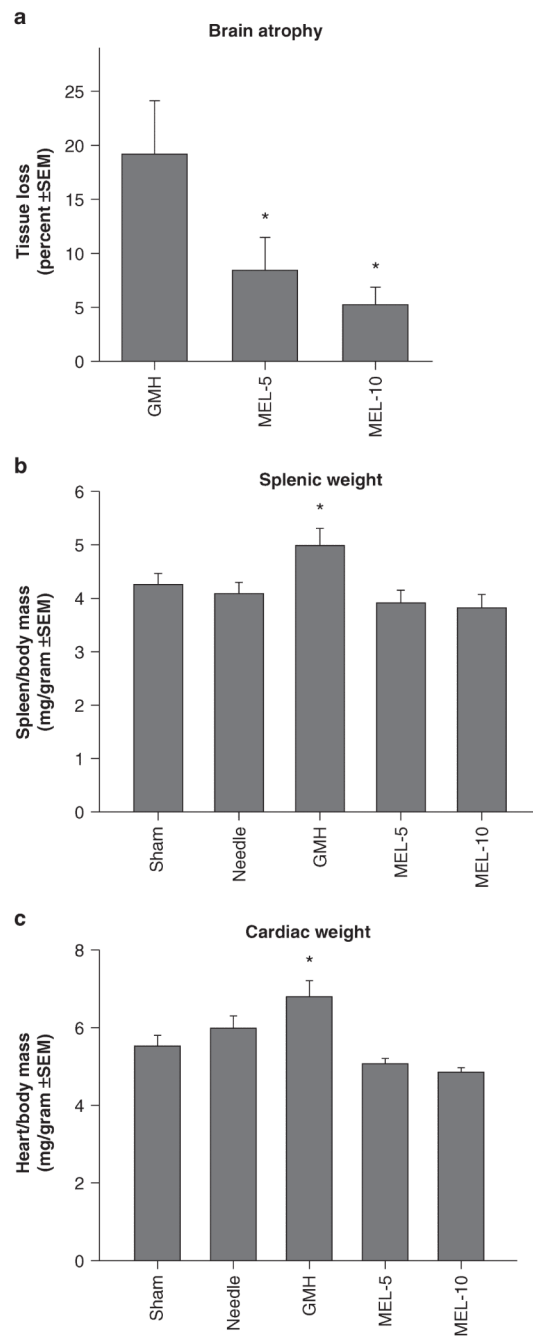 a
Brain atrophy
Tissue loss
(percent ±SEM)
25
20
15
10
5
0
*
*
GMH
MEL-5
MEL-10
b
Splenic weight
Spleen/body mass
(mg/gram ±SEM)
6
5
4
3
2
1
0
*
Sham
Needle
GMH
MEL-5
MEL-10
c
Cardiac weight
Heart/body mass
(mg/gram ±SEM)
8
6
4
2
0
*
Sham
Needle
GMH
MEL-5
MEL-10